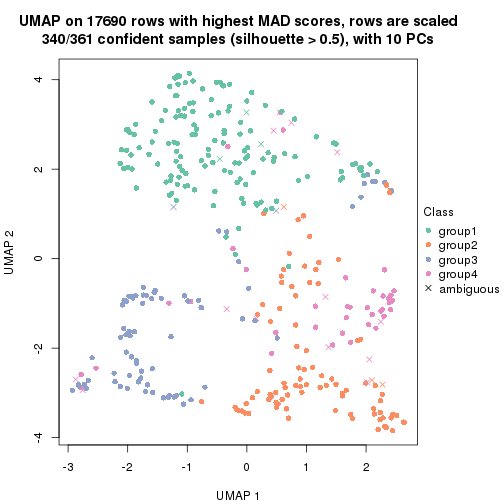 UMAP on 17690 rows with highest MAD scores, rows are scaled
340/361 confident samples (silhouette > 0.5), with 10 PCs
4
2
0
-2
-4
UMAP 2
-3 -2 -1 0 1 2
UMAP 1
Class
group1
group2
group3
group4
ambiguous